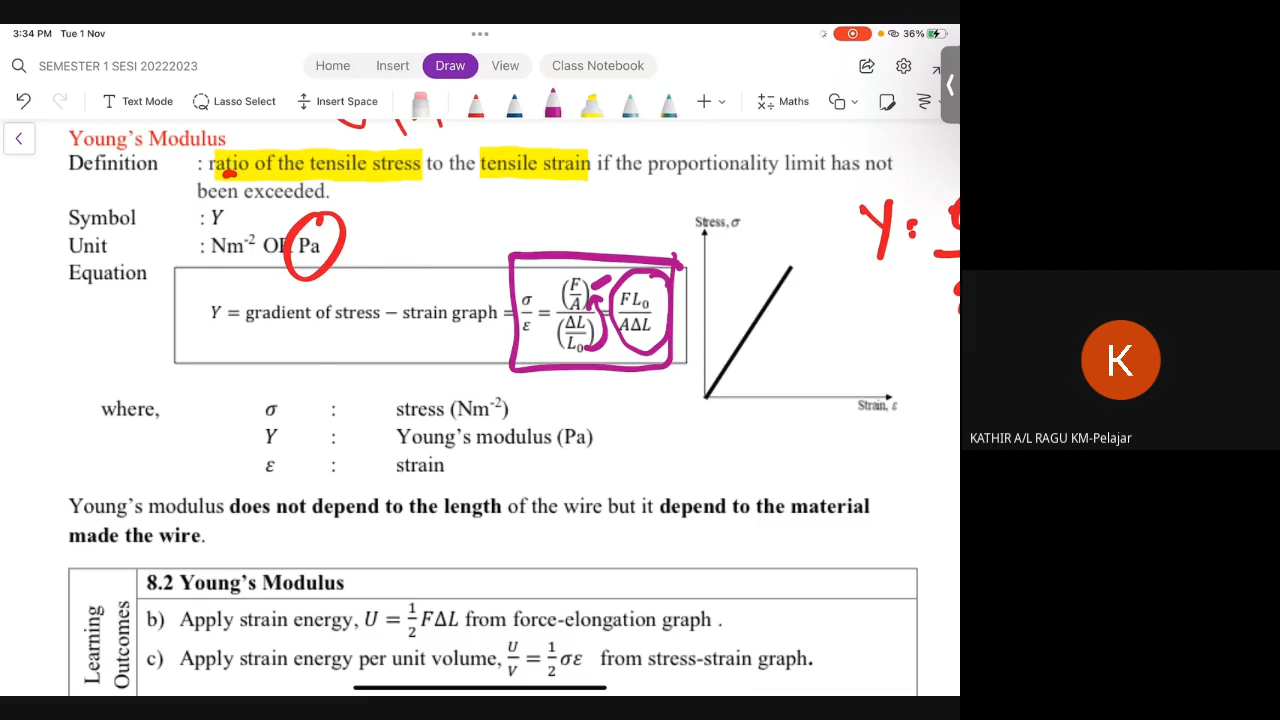 3:34 PM Tue 1 Nov
36%
SEMESTER 1 SESI 20222023
Home Insert Draw View Class Notebook
Text Mode Lasso Select Insert Space Maths
Young's Modulus
Definition : ratio of the tensile stress to the tensile strain if the proportionality limit has not
been exceeded.
Symbol : Y
Unit : Nm⁻² OR Pa
Equation
Y = gradient of stress − strain graph = σ/ε = (F/A)/(ΔL/L₀) = FL₀/AΔL
Stress, σ
Strain, ε
Y:
where, σ : stress (Nm⁻²)
Y : Young's modulus (Pa)
ε : strain
Young's modulus does not depend to the length of the wire but it depend to the material
made the wire.
Learning Outcomes
8.2 Young's Modulus
b) Apply strain energy, U = 1/2 FΔL from force-elongation graph .
c) Apply strain energy per unit volume, U/V = 1/2 σε from stress-strain graph.
K
KATHIR A/L RAGU KM-Pelajar